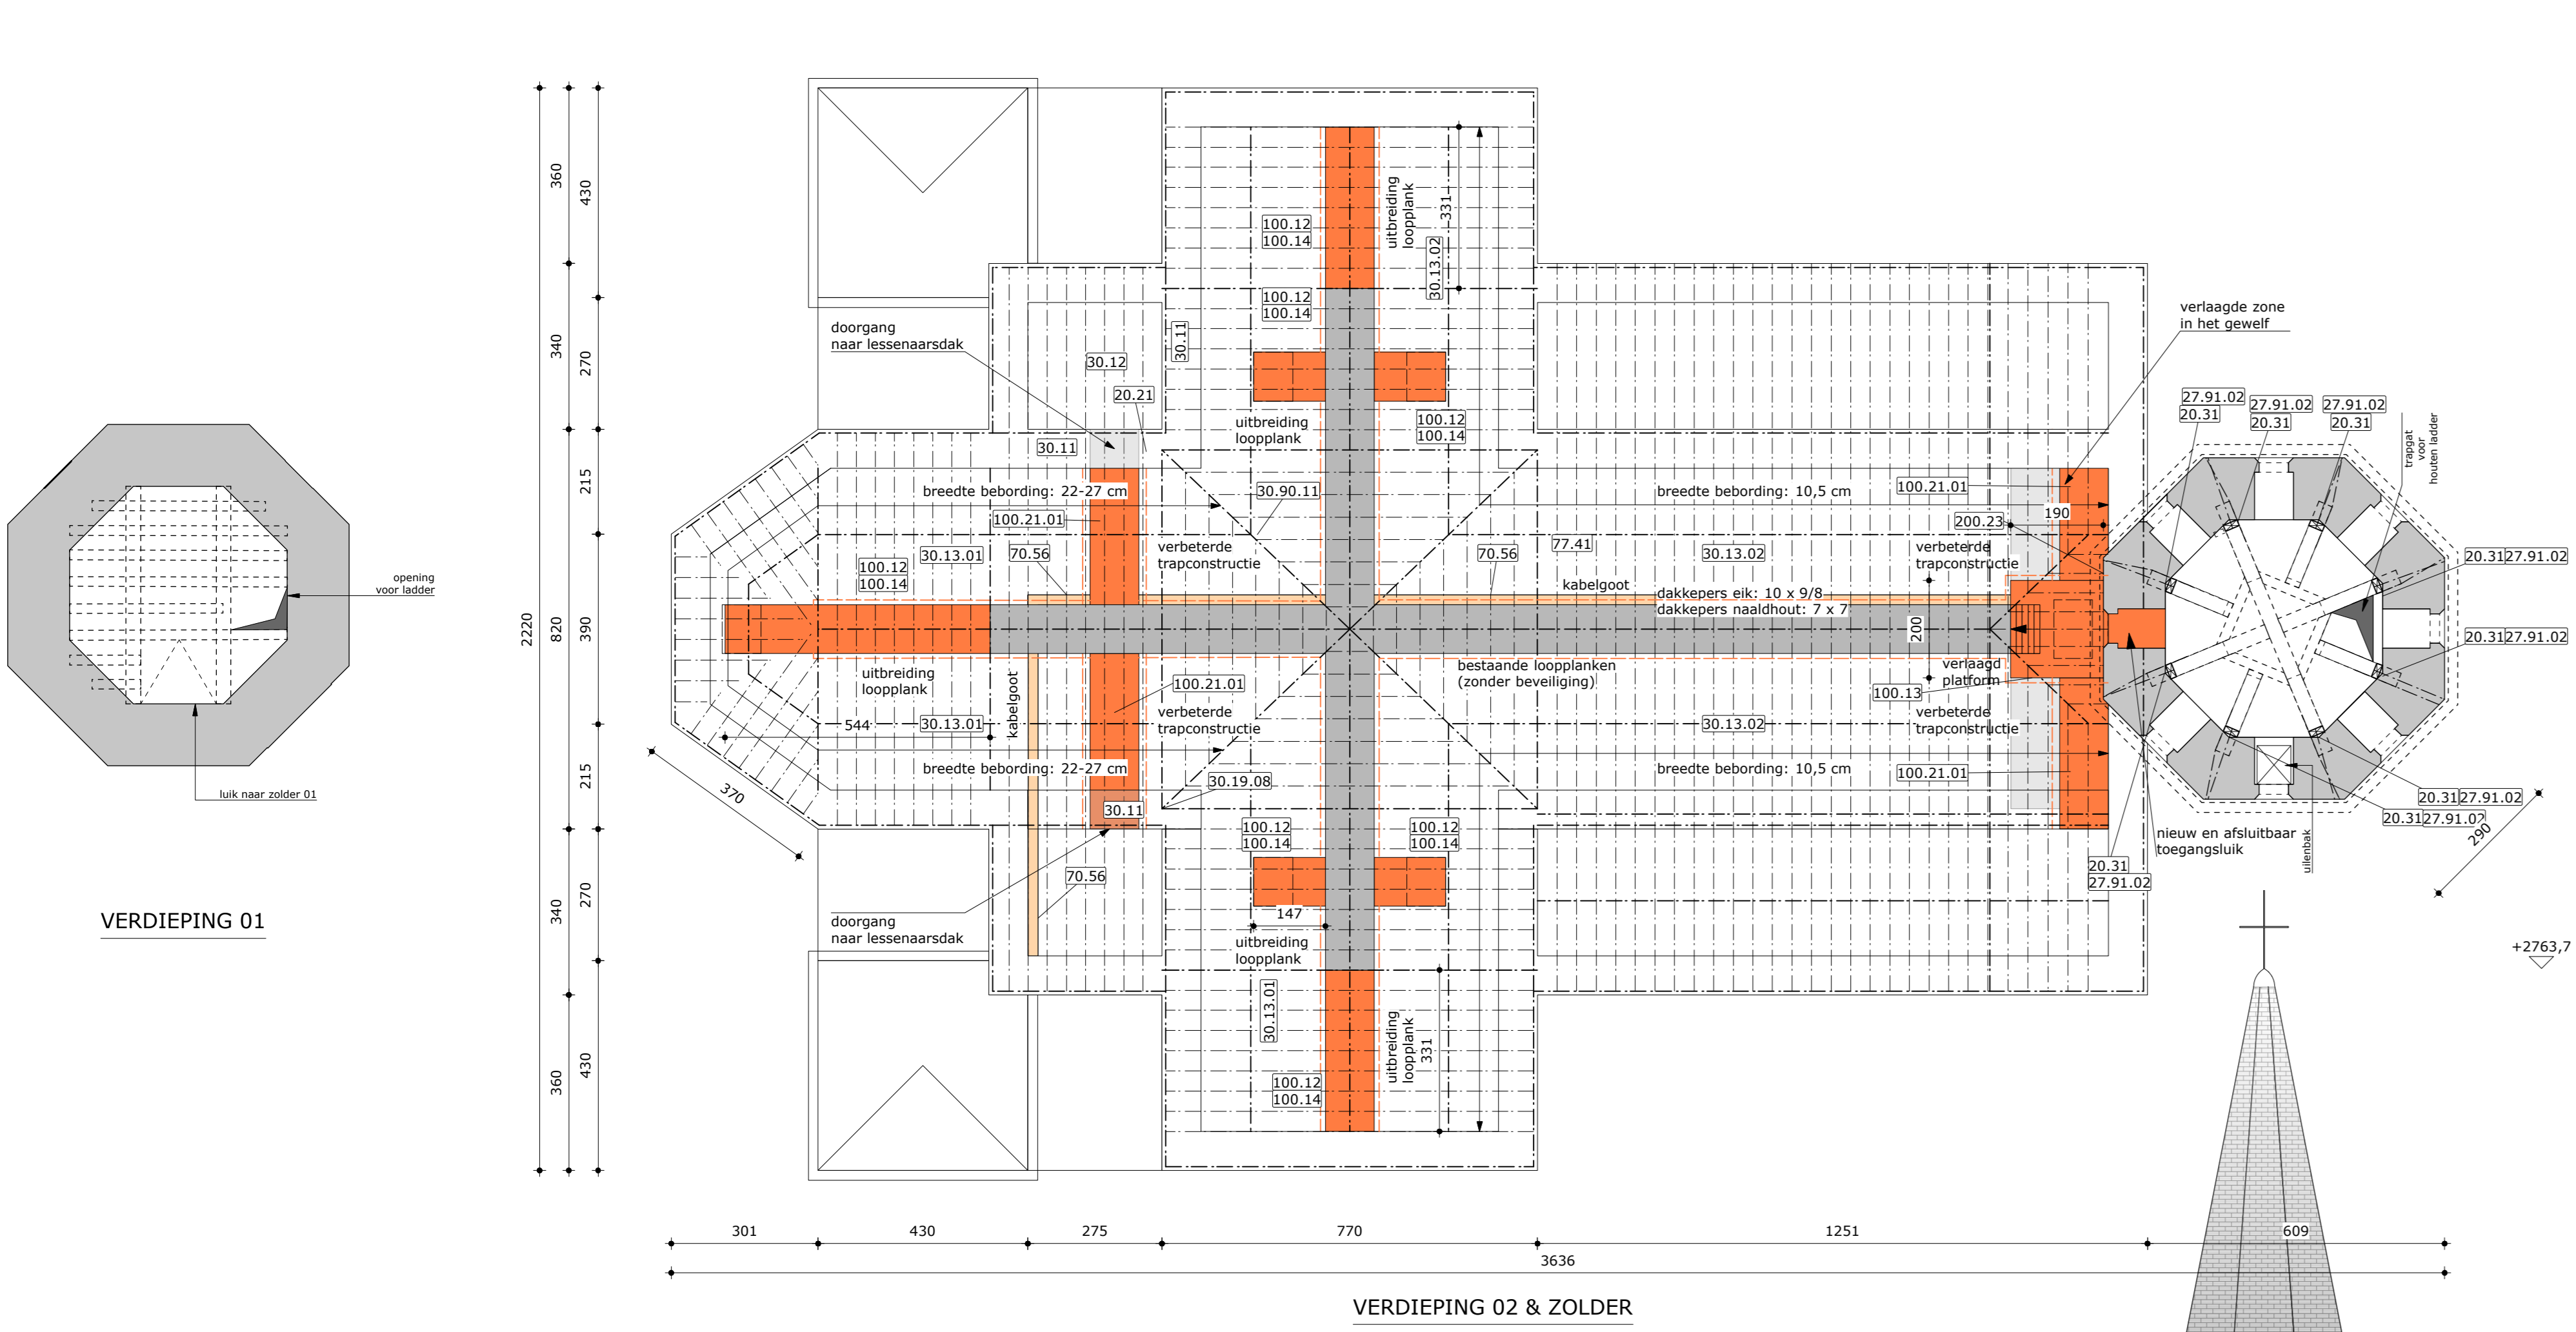 opening
voor ladder
luik naar zolder 01
VERDIEPING 01
2220
360
340
820
340
360
430
270
215
390
215
270
430
370
doorgang
naar lessenaarsdak
30.12
20.21
30.11
30.11
100.12
100.14
100.12
100.14
uitbreiding
loopplank
331
30.13.02
uitbreiding
loopplank
100.12
100.14
breedte bebording: 22-27 cm
100.21.01
30.90.11
70.56
30.13.01
100.12
100.14
verbeterde
trapconstructie
70.56
77.41
breedte bebording: 10,5 cm
30.13.02
kabelgoot
dakkepers eik: 10 x 9/8
dakkepers naaldhout: 7 x 7
100.21.01
200.23
190
verbeterde
trapconstructie
200
verlaagde zone
in het gewelf
uitbreiding
loopplank
544
30.13.01
kabelgoot
100.21.01
verbeterde
trapconstructie
bestaande loopplanken
(zonder beveiliging)
30.13.02
verlaagd
platform
100.13
verbeterde
trapconstructie
breedte bebording: 22-27 cm
30.19.08
breedte bebording: 10,5 cm
100.21.01
30.11
100.12
100.14
100.12
100.14
70.56
doorgang
naar lessenaarsdak
147
uitbreiding
loopplank
30.13.01
uitbreiding
loopplank
331
100.12
100.14
27.91.02
20.31
27.91.02
20.31
27.91.02
20.31
trapgat
voor
houten ladder
20.31 27.91.02
20.31 27.91.02
20.31 27.91.02
20.31 27.91.02
290
nieuw en afsluitbaar
toegangsluik
uilenbak
20.31
27.91.02
+2763,7
301
430
275
770
1251
609
3636
VERDIEPING 02 & ZOLDER